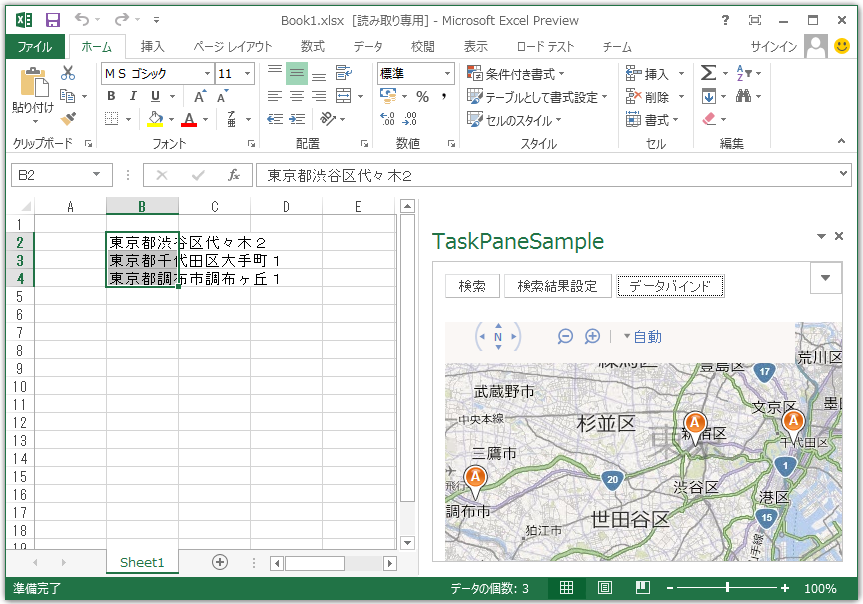 Book1.xlsx [読み取り専用] - Microsoft Excel Preview
ファイル ホーム 挿入 ページ レイアウト 数式 データ 校閲 表示 ロード テスト チーム サインイン
ＭＳ ゴシック 11 標準 条件付き書式 挿入
貼り付け B I U A A % , テーブルとして書式設定 削除
A 亜 セルのスタイル 書式
クリップボード フォント 配置 数値 スタイル セル 編集
B2 fx 東京都渋谷区代々木２
A B C D E
1
2 東京都渋谷区代々木２
3 東京都千代田区大手町１
4 東京都調布市調布ヶ丘１
5
6
7
8
9
10
11
12
13
14
15
16
17
18
19
TaskPaneSample
検索 検索結果設定 データバインド
N 自動
荒川区
練馬区 豊島区 17
武蔵野市 文京区 墨田
中央本線 杉並区 A 新宿区 A
東京 千代田区
三鷹市 1
A 20 渋谷区
飛行 港区
調布市 世田谷区 15
狛江市 山手線
Sheet1
準備完了 データの個数: 3 100%